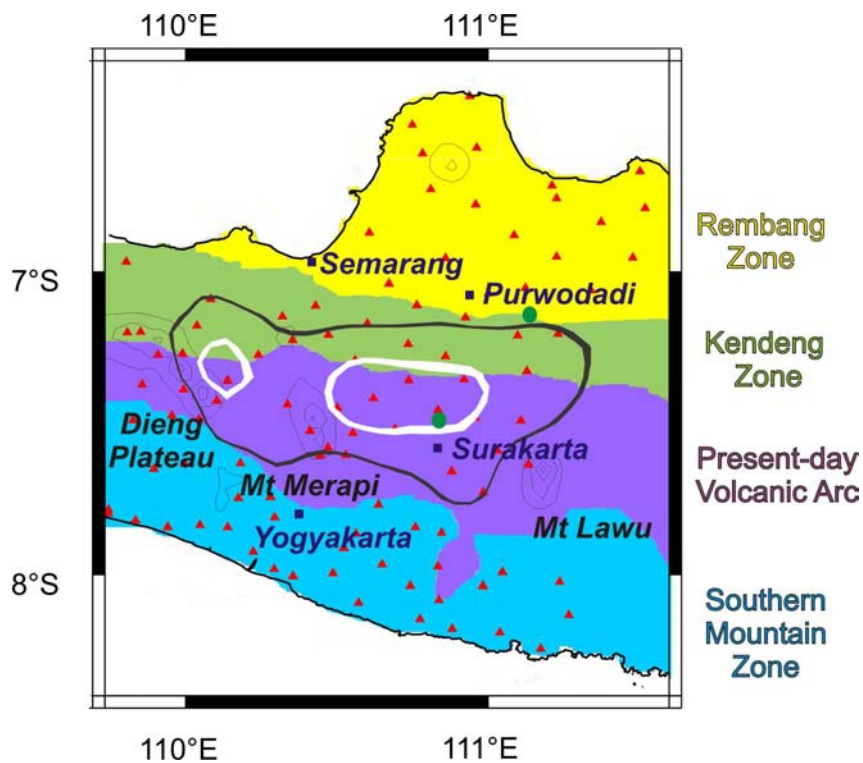 110°E
111°E
Semarang
7°S
Purwodadi
Rembang
Zone
Kendeng
Zone
Dieng
Plateau
Surakarta
Mt Merapi
Present-day
Volcanic Arc
Yogyakarta
Mt Lawu
8°S
Southern
Mountain
Zone
110°E
111°E